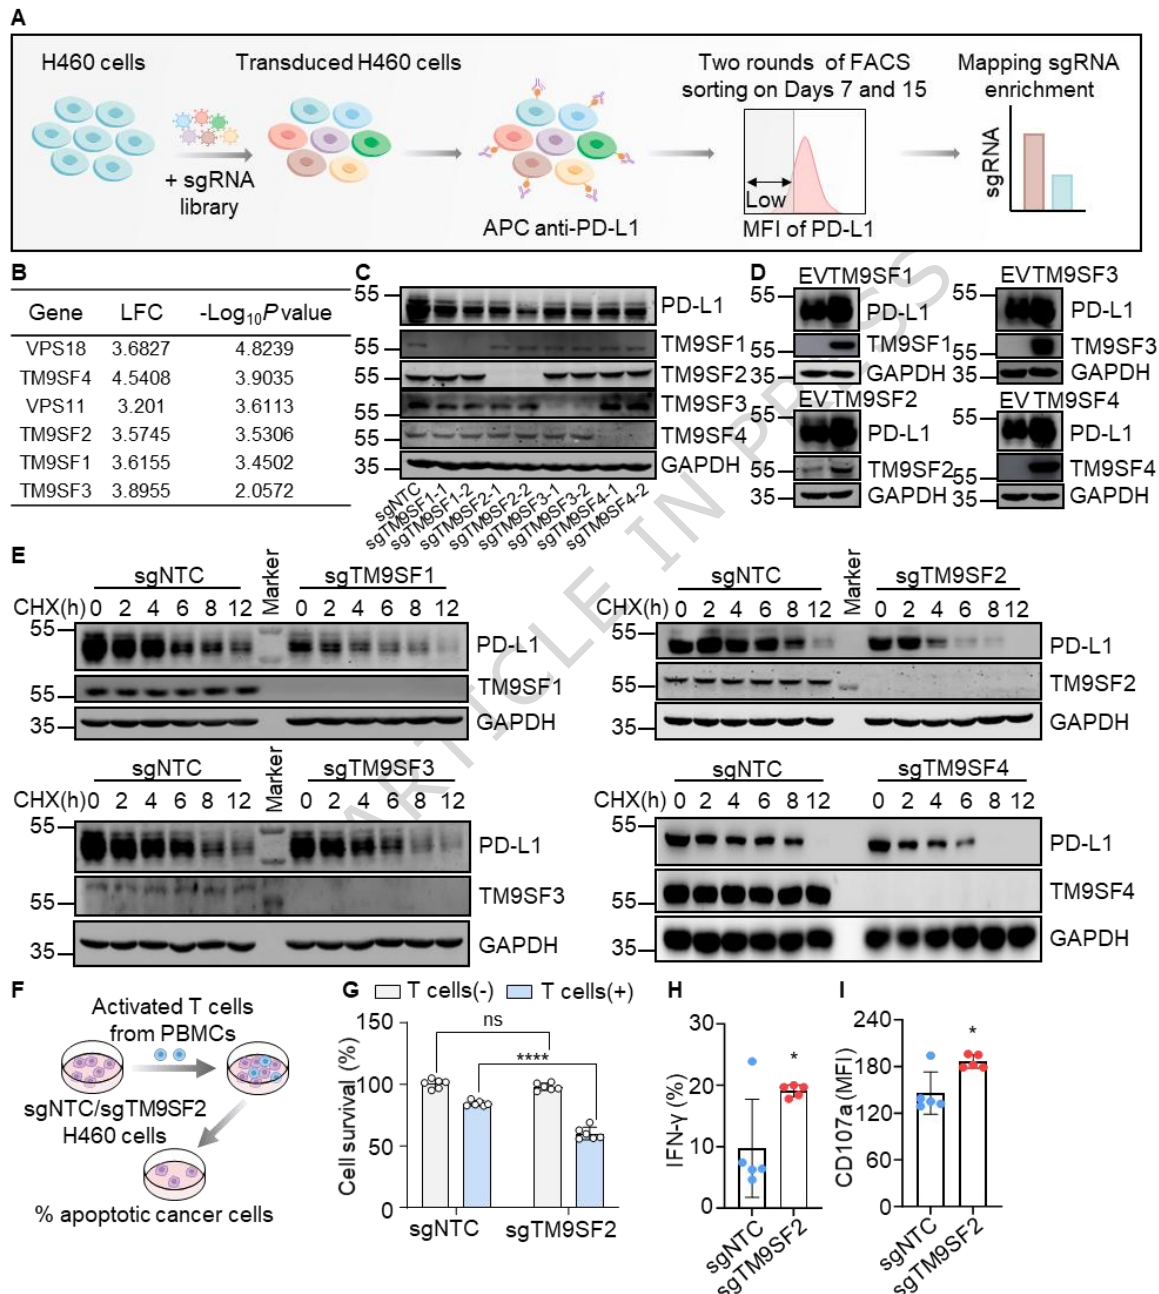 A
H460 cells
Transduced H460 cells
Two rounds of FACS
sorting on Days 7 and 15
Mapping sgRNA
enrichment
+ sgRNA
library
APC anti-PD-L1
Low
MFI of PD-L1
sgRNA
B
Gene LFC -Log10P value
VPS18 3.6827 4.8239
TM9SF4 4.5408 3.9035
VPS11 3.201 3.6113
TM9SF2 3.5745 3.5306
TM9SF1 3.6155 3.4502
TM9SF3 3.8955 2.0572
C
55 PD-L1
55 TM9SF1
55 TM9SF2
55 TM9SF3
55 TM9SF4
35 GAPDH
sgNTC
sgTM9SF1-1
sgTM9SF1-2
sgTM9SF2-1
sgTM9SF2-2
sgTM9SF3-1
sgTM9SF3-2
sgTM9SF4-1
sgTM9SF4-2
D
EVTM9SF1
55 PD-L1
55 TM9SF1
35 GAPDH
EVTM9SF3
55 PD-L1
55 TM9SF3
35 GAPDH
EVTM9SF2
55 PD-L1
55 TM9SF2
35 GAPDH
EVTM9SF4
55 PD-L1
55 TM9SF4
35 GAPDH
E
sgNTC Marker sgTM9SF1
CHX(h) 0 2 4 6 8 12 0 2 4 6 8 12
55 PD-L1
55 TM9SF1
35 GAPDH
sgNTC Marker sgTM9SF2
CHX(h) 0 2 4 6 8 12 0 2 4 6 8 12
55 PD-L1
55 TM9SF2
35 GAPDH
sgNTC Marker sgTM9SF3
CHX(h) 0 2 4 6 8 12 0 2 4 6 8 12
55 PD-L1
55 TM9SF3
35 GAPDH
sgNTC sgTM9SF4
CHX(h) 0 2 4 6 8 12 0 2 4 6 8 12
55 PD-L1
55 TM9SF4
35 GAPDH
F
Activated T cells
from PBMCs
sgNTC/sgTM9SF2
H460 cells
% apoptotic cancer cells
G
T cells(-) T cells(+)
Cell survival (%)
150
100
50
0
ns
****
sgNTC sgTM9SF2
H
IFN-γ (%)
30
20
10
0
*
sgNTC
sgTM9SF2
I
CD107a (MFI)
240
180
120
60
0
*
sgNTC
sgTM9SF2
ARTICLE IN PRESS